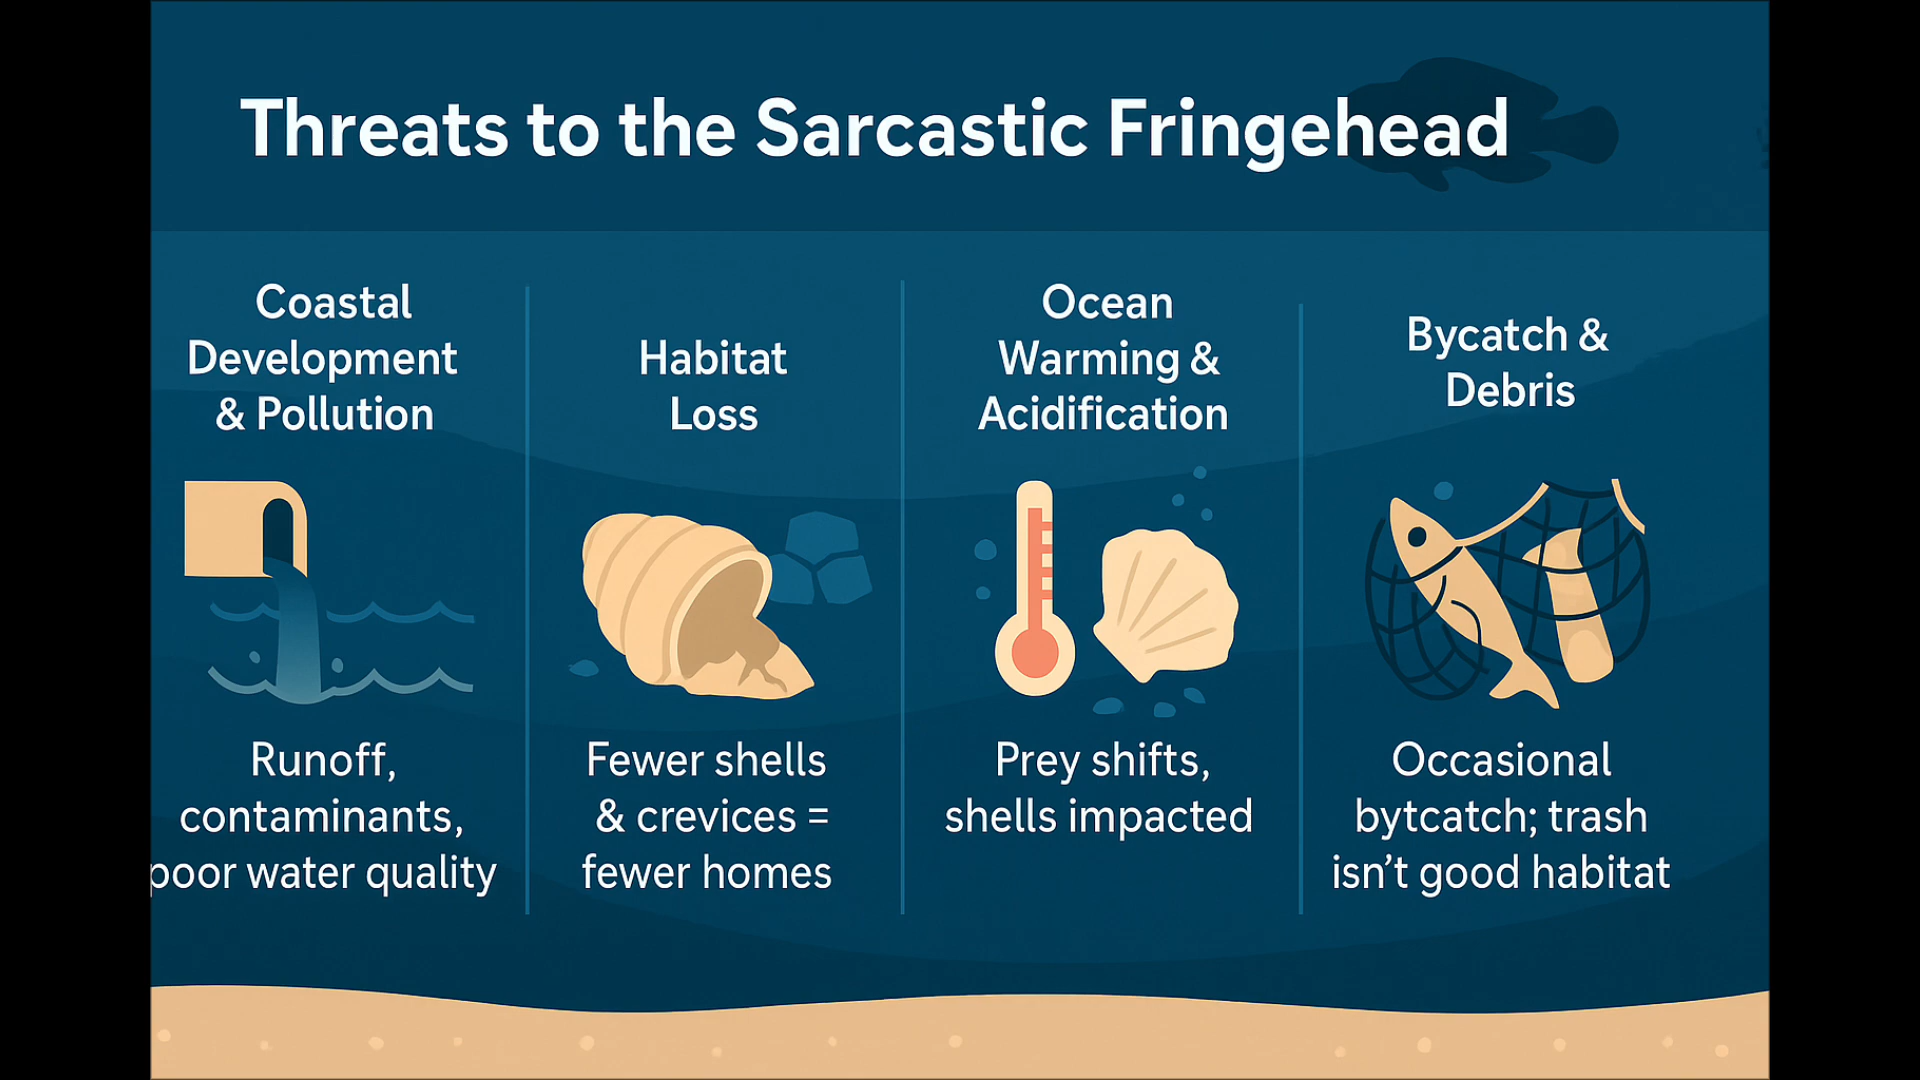 Threats to the Sarcastic Fringehead
Coastal
Development
& Pollution
Runoff,
contaminants,
poor water quality
Habitat
Loss
Fewer shells
& crevices =
fewer homes
Ocean
Warming &
Acidification
Prey shifts,
shells impacted
Bycatch &
Debris
Occasional
bytcatch; trash
isn’t good habitat